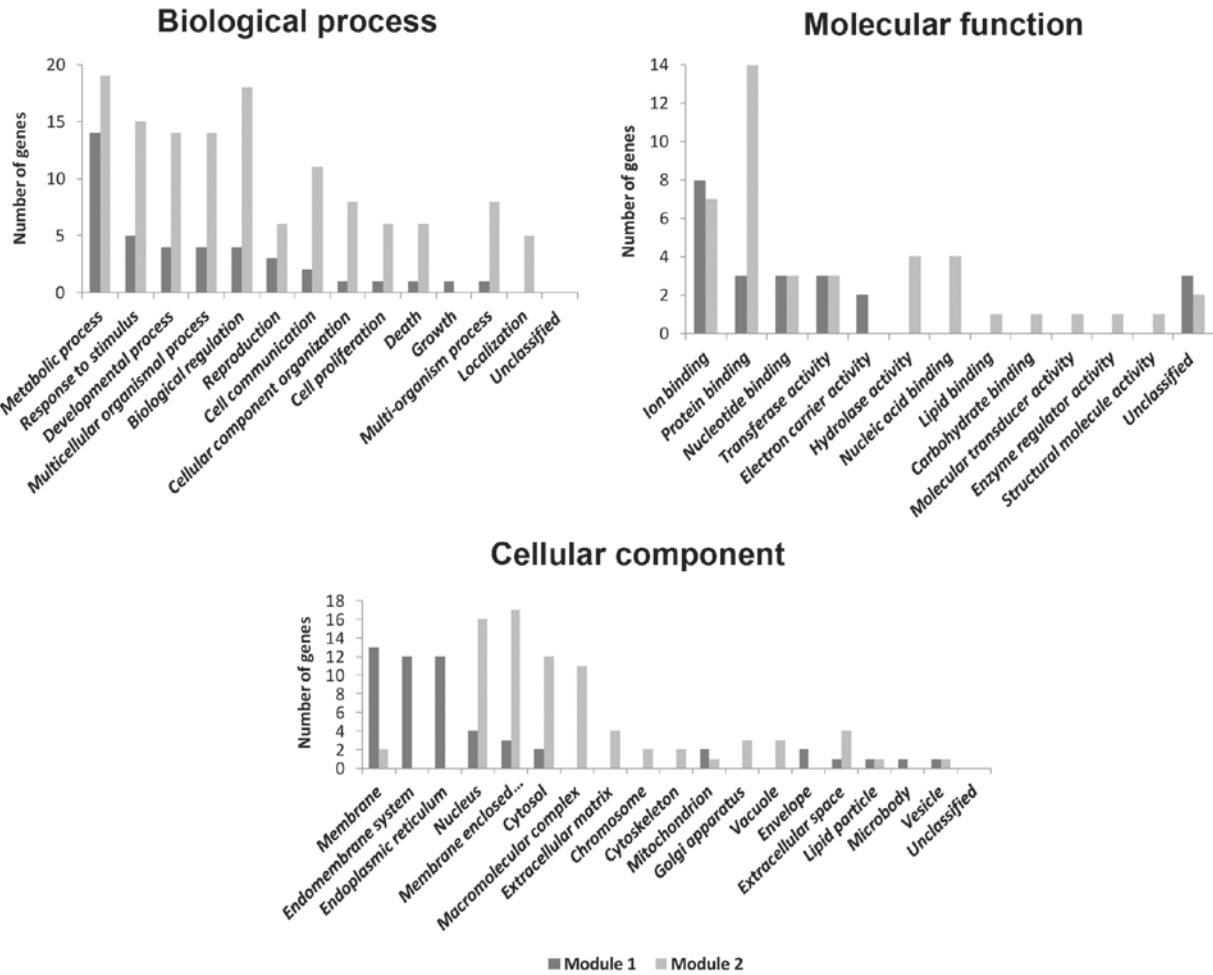 Biological process
Number of genes
20
15
10
5
0
Metabolic process
Response to stimulus
Developmental process
Multicellular organismal process
Biological regulation
Reproduction
Cell communication
Cellular component organization
Cell proliferation
Death
Growth
Multi-organism process
Localization
Unclassified
Molecular function
Number of genes
14
12
10
8
6
4
2
0
Ion binding
Protein binding
Nucleotide binding
Transferase activity
Electron carrier activity
Hydrolase activity
Nucleic acid binding
Lipid binding
Carbohydrate binding
Molecular transducer activity
Enzyme regulator activity
Structural molecule activity
Unclassified
Cellular component
Number of genes
18
16
14
12
10
8
6
4
2
0
Membrane
Endomembrane system
Endoplasmic reticulum
Nucleus
Membrane enclosed...
Cytosol
Macromolecular complex
Extracellular matrix
Chromosome
Cytoskeleton
Mitochondrion
Golgi apparatus
Vacuole
Envelope
Extracellular space
Lipid particle
Microbody
Vesicle
Unclassified
Module 1 Module 2